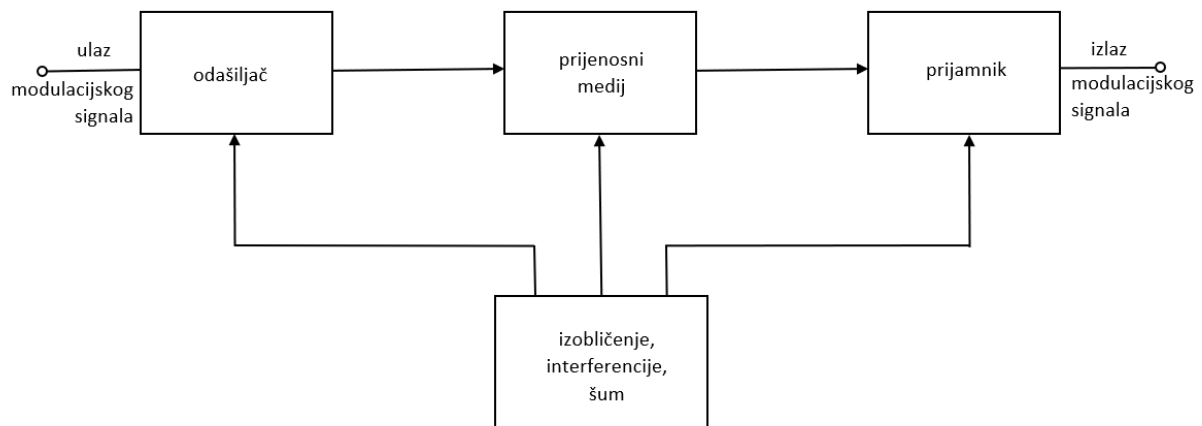 ulaz
modulacijskog
signala
odašiljač
prijenosni
medij
prijamnik
izlaz
modulacijskog
signala
izobličenje,
interferencije,
šum